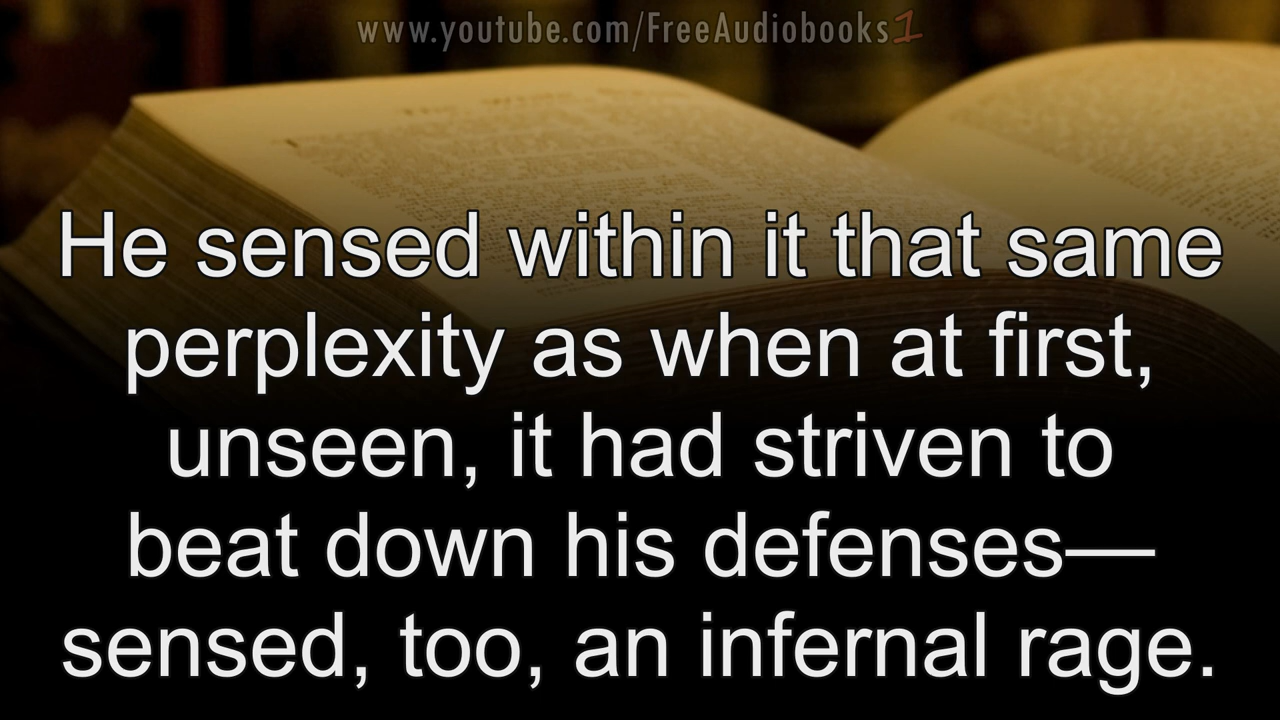 www.youtube.com/FreeAudiobooks1
He sensed within it that same
perplexity as when at first,
unseen, it had striven to
beat down his defenses—
sensed, too, an infernal rage.